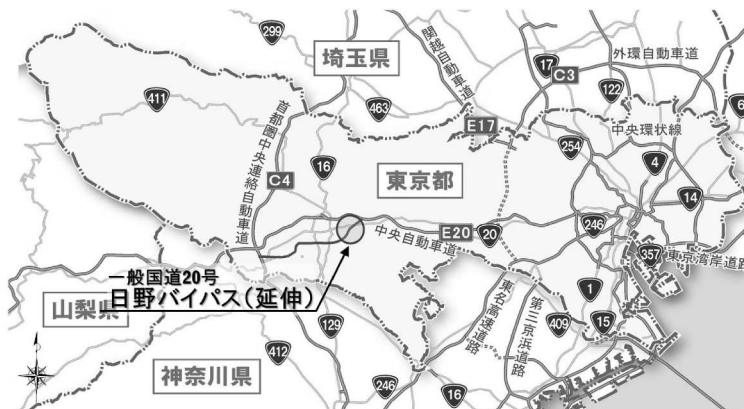 299
埼玉県
関越自動車道
17
C3
外環自動車道
122
411
463
E17
中央環状線
首都圏中央連絡自動車道
16
C4
東京都
254
4
14
246
E20
20
中央自動車道
357
東京湾岸道路
一般国道20号
日野バイパス(延伸)
山梨県
129
東名高速道路
第三京浜道路
1
409
15
412
神奈川県
246
16
6